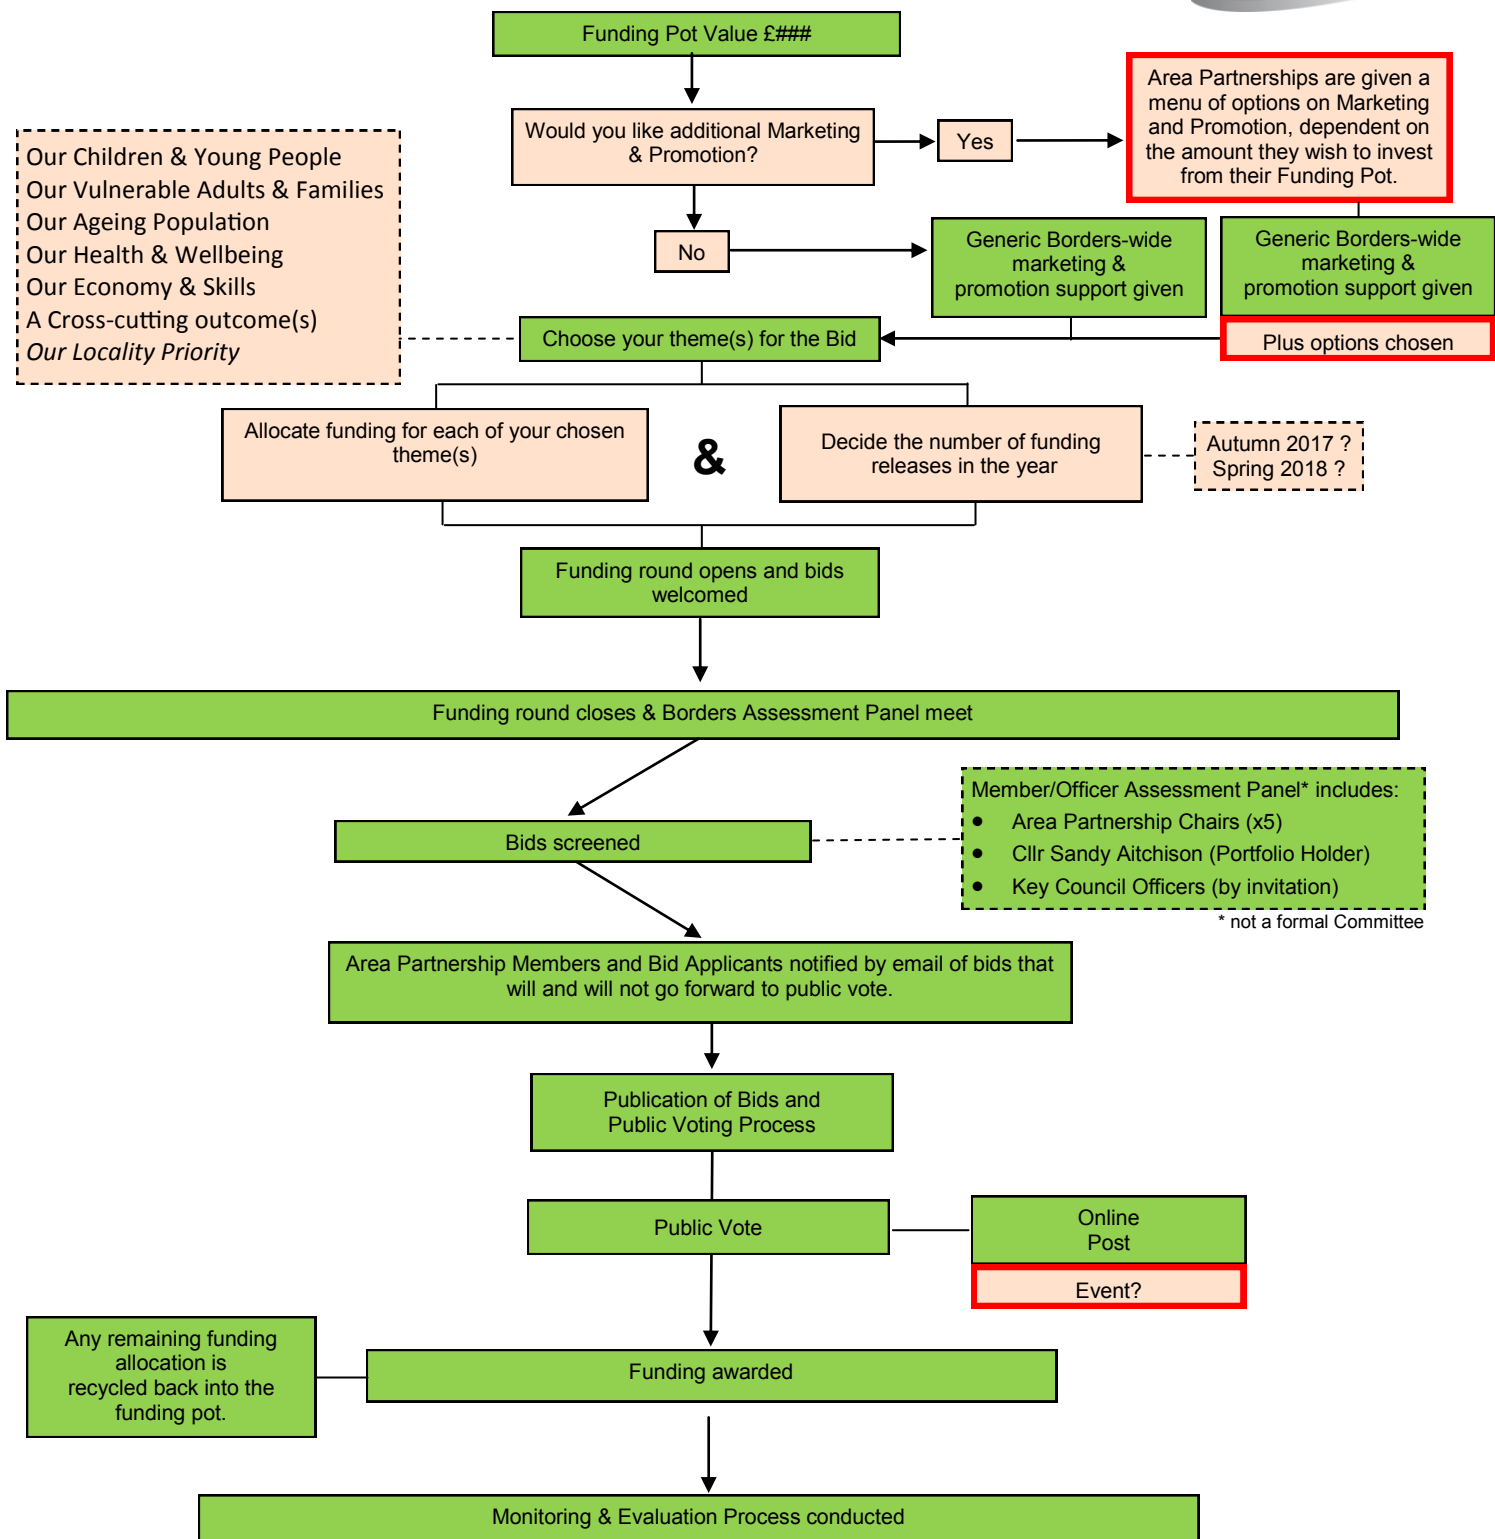 Funding Pot Value £###
Would you like additional Marketing
& Promotion?
Yes
Area Partnerships are given a
menu of options on Marketing
and Promotion, dependent on
the amount they wish to invest
from their Funding Pot.
No
Generic Borders-wide
marketing &
promotion support given
Generic Borders-wide
marketing &
promotion support given
Plus options chosen
Our Children & Young People
Our Vulnerable Adults & Families
Our Ageing Population
Our Health & Wellbeing
Our Economy & Skills
A Cross-cutting outcome(s)
Our Locality Priority
Choose your theme(s) for the Bid
Allocate funding for each of your chosen
theme(s)
&
Decide the number of funding
releases in the year
Autumn 2017 ?
Spring 2018 ?
Funding round opens and bids
welcomed
Funding round closes & Borders Assessment Panel meet
Bids screened
Member/Officer Assessment Panel* includes:
• Area Partnership Chairs (x5)
• Cllr Sandy Aitchison (Portfolio Holder)
• Key Council Officers (by invitation)
* not a formal Committee
Area Partnership Members and Bid Applicants notified by email of bids that
will and will not go forward to public vote.
Publication of Bids and
Public Voting Process
Public Vote
Online
Post
Event?
Any remaining funding
allocation is
recycled back into the
funding pot.
Funding awarded
Monitoring & Evaluation Process conducted